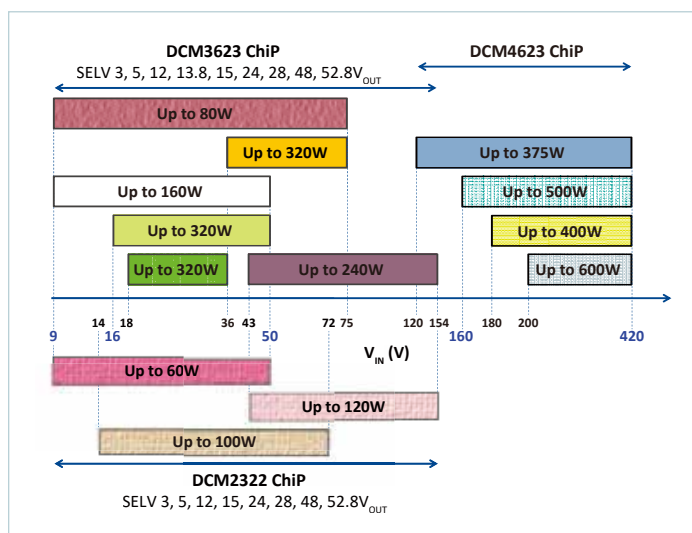 DCM3623 ChiP
DCM4623 ChiP
SELV 3, 5, 12, 13.8, 15, 24, 28, 48, 52.8V_OUT
Up to 80W
Up to 320W
Up to 375W
Up to 160W
Up to 500W
Up to 320W
Up to 400W
Up to 320W
Up to 240W
Up to 600W
14 18 36 43 72 75 120 154 180 200
9 16 50 160 420
V_IN (V)
Up to 60W
Up to 120W
Up to 100W
DCM2322 ChiP
SELV 3, 5, 12, 15, 24, 28, 48, 52.8V_OUT